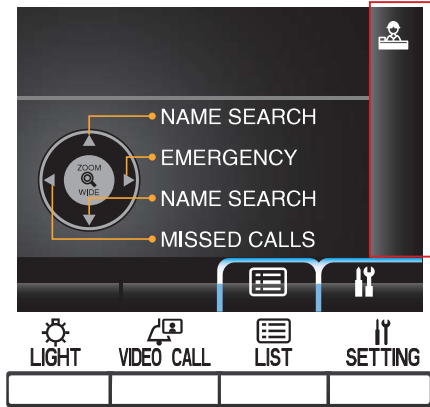 NAME SEARCH
EMERGENCY
ZOOM
WIDE
NAME SEARCH
MISSED CALLS
LIGHT
VIDEO CALL
LIST
SETTING